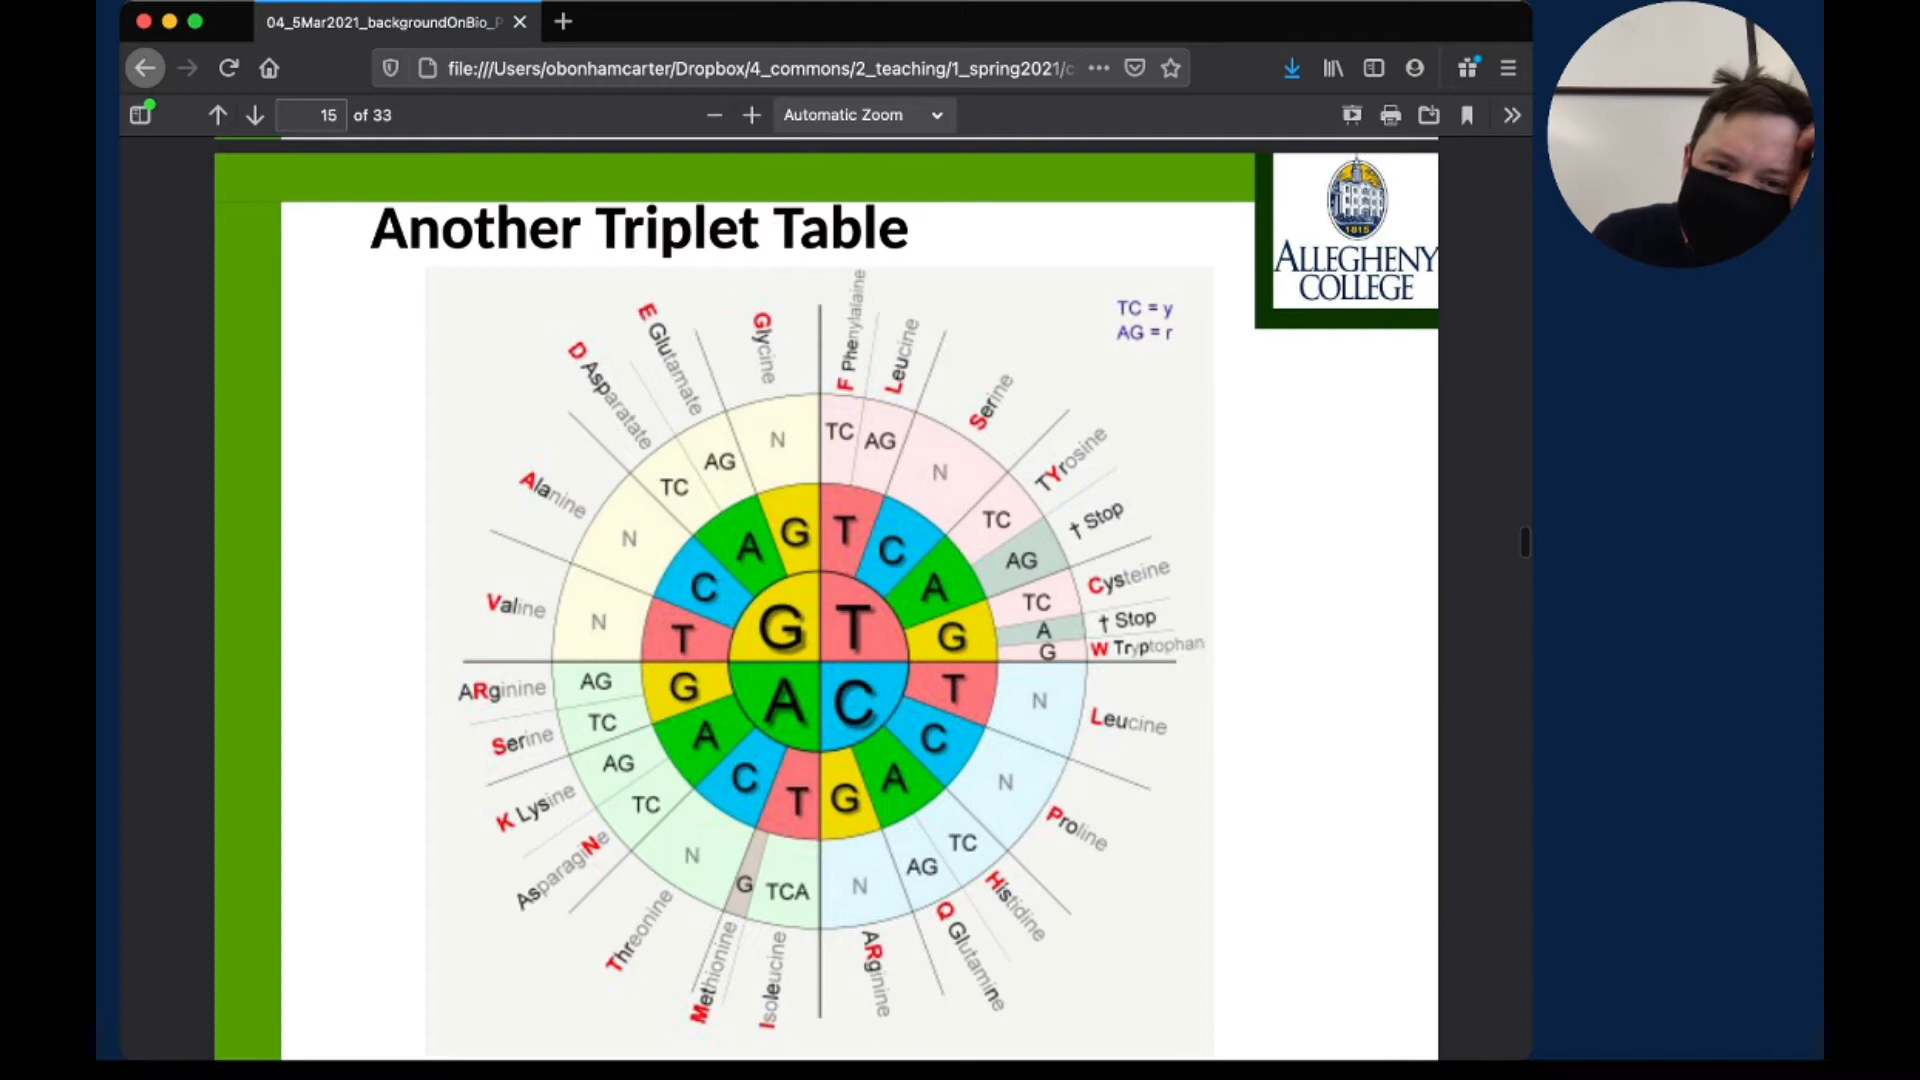 04_5Mar2021_backgroundOnBio_P
file:///Users/obonhamcarter/Dropbox/4_commons/2_teaching/1_spring2021/c
15 of 33
Automatic Zoom
Another Triplet Table
1815
ALLEGHENY
COLLEGE
TC = y
AG = r
F Phenylalaine
Leucine
Serine
TYrosine
† Stop
Cysteine
† Stop
W Tryptophan
Leucine
Proline
Histidine
Q Glutamine
ARginine
Isoleucine
Methionine
Threonine
AsparagiNe
K Lysine
Serine
ARginine
Valine
Alanine
D Asparatate
E Glutamate
Glycine
TC
AG
N
TC
AG
TC
A
G
N
N
TC
AG
N
TCA
G
N
TC
AG
TC
AG
N
N
TC
AG
N
T
C
A
G
T
C
A
G
T
C
A
G
T
C
A
G
G
T
A
C